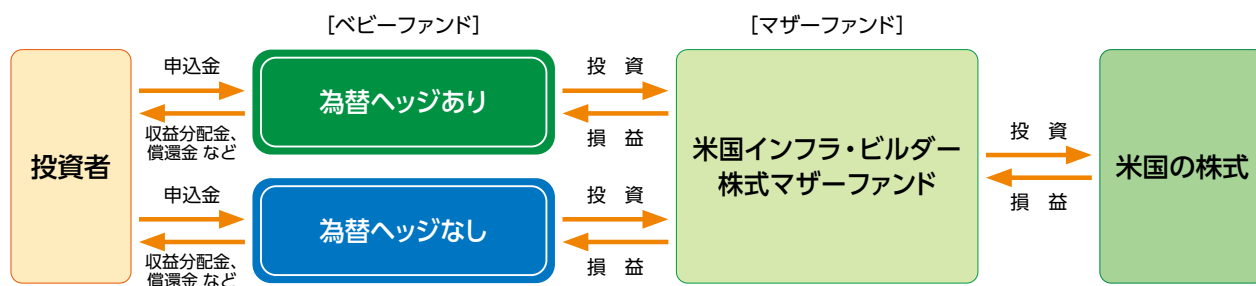 [ベビーファンド]
[マザーファンド]
投資者
申込金
収益分配金、
償還金 など
為替ヘッジあり
投 資
損 益
申込金
収益分配金、
償還金 など
為替ヘッジなし
投 資
損 益
米国インフラ・ビルダー
株式マザーファンド
投 資
損 益
米国の株式